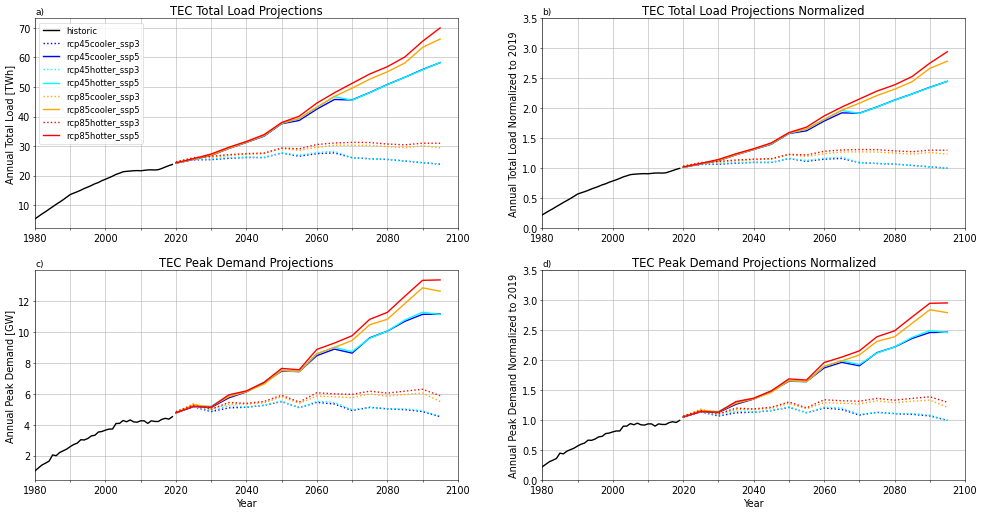 a)
TEC Total Load Projections
Annual Total Load [TWh]
70
60
50
40
30
20
10
1980
2000
2020
2040
2060
2080
2100
historic
rcp45cooler_ssp3
rcp45cooler_ssp5
rcp45hotter_ssp3
rcp45hotter_ssp5
rcp85cooler_ssp3
rcp85cooler_ssp5
rcp85hotter_ssp3
rcp85hotter_ssp5
b)
TEC Total Load Projections Normalized
Annual Total Load Normalized to 2019
3.5
3.0
2.5
2.0
1.5
1.0
0.5
0.0
1980
2000
2020
2040
2060
2080
2100
c)
TEC Peak Demand Projections
Annual Peak Demand [GW]
12
10
8
6
4
2
1980
2000
2020
2040
2060
2080
2100
Year
d)
TEC Peak Demand Projections Normalized
Annual Peak Demand Normalized to 2019
3.5
3.0
2.5
2.0
1.5
1.0
0.5
0.0
1980
2000
2020
2040
2060
2080
2100
Year